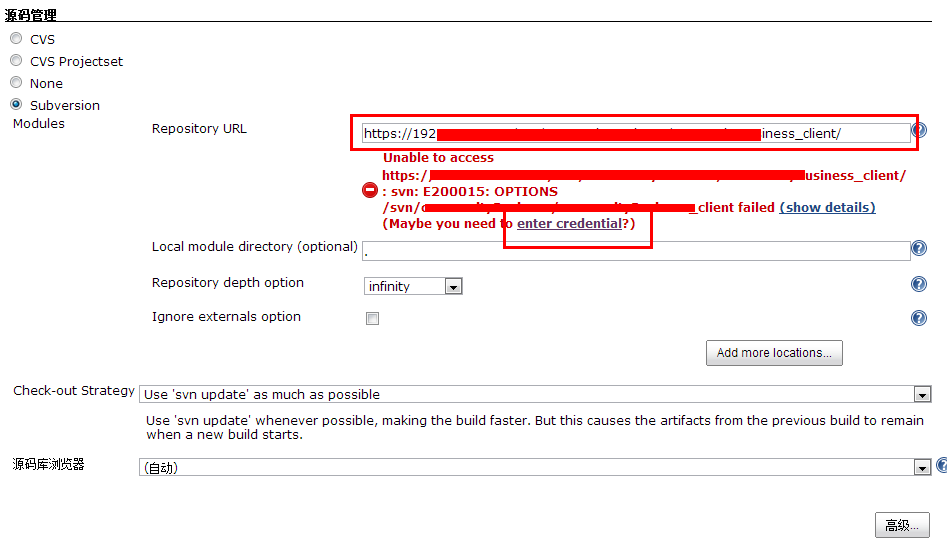 源码管理
CVS
CVS Projectset
None
Subversion
Modules
Repository URL
https://192 iness_client/
Unable to access
https:/ usiness_client/
: svn: E200015: OPTIONS
/svn/c _client failed (show details)
(Maybe you need to enter credential?)
Local module directory (optional)
.
Repository depth option
infinity
Ignore externals option
Add more locations...
Check-out Strategy
Use 'svn update' as much as possible
Use 'svn update' whenever possible, making the build faster. But this causes the artifacts from the previous build to remain
when a new build starts.
源码库浏览器
(自动)
高级...